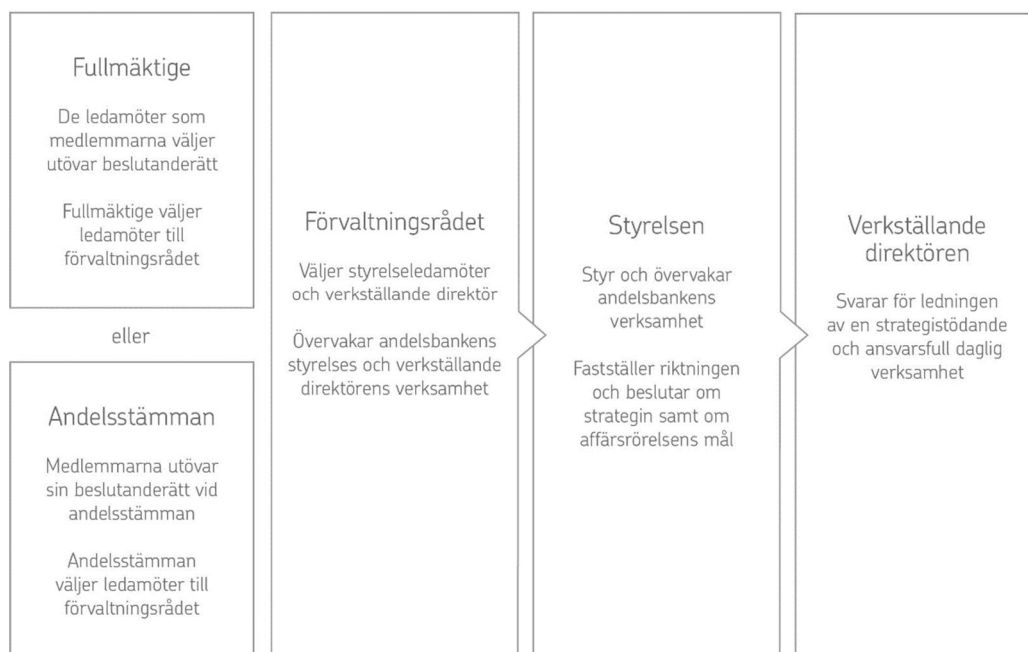 Fullmäktige
De ledamöter som
medlemmarna väljer
utövar beslutanderätt
Fullmäktige väljer
ledamöter till
förvaltningsrådet
eller
Andelsstämman
Medlemmarna utövar
sin beslutanderätt vid
andelsstämman
Andelsstämman
väljer ledamöter till
förvaltningsrådet
Förvaltningsrådet
Väljer styrelseledamöter
och verkställande direktör
Övervakar andelsbankens
styrelses och verkställande
direktörens verksamhet
Styrelsen
Styr och övervakar
andelsbankens
verksamhet
Fastställer riktningen
och beslutar om
strategin samt om
affärsrörelsens mål
Verkställande
direktören
Svarar för ledningen
av en strategistödande
och ansvarsfull daglig
verksamhet